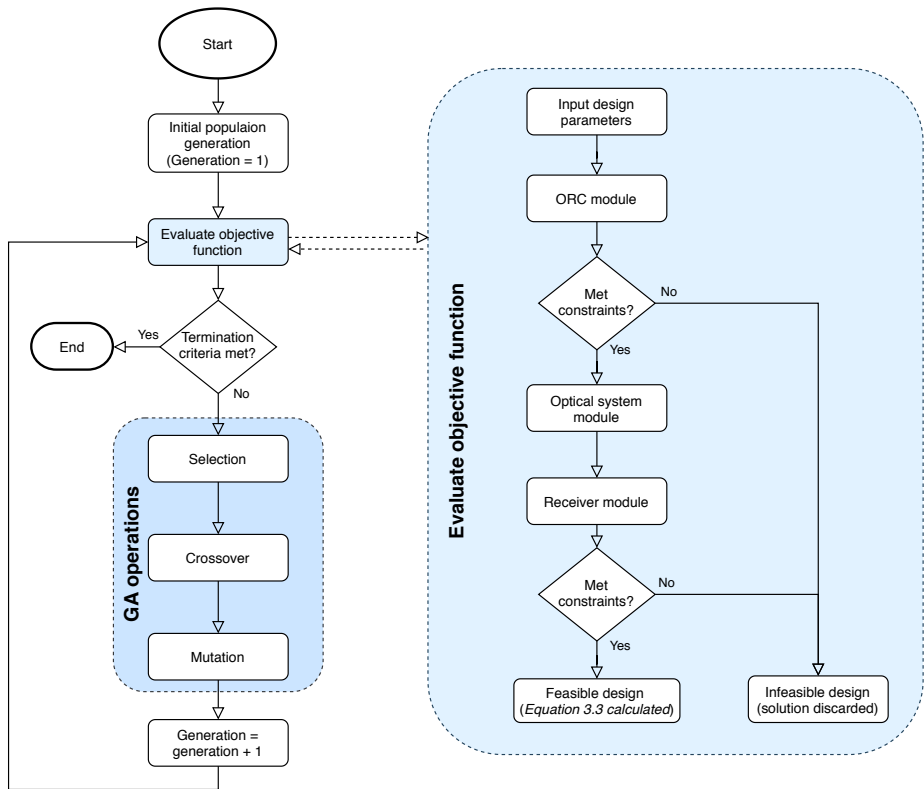 Start
Initial populaion
generation
(Generation = 1)
Evaluate objective
function
Termination
criteria met?
Yes
End
No
GA operations
Selection
Crossover
Mutation
Generation =
generation + 1
Evaluate objective function
Input design
parameters
ORC module
Met
constraints?
No
Yes
Optical system
module
Receiver module
Met
constraints?
No
Yes
Feasible design
(Equation 3.3 calculated)
Infeasible design
(solution discarded)